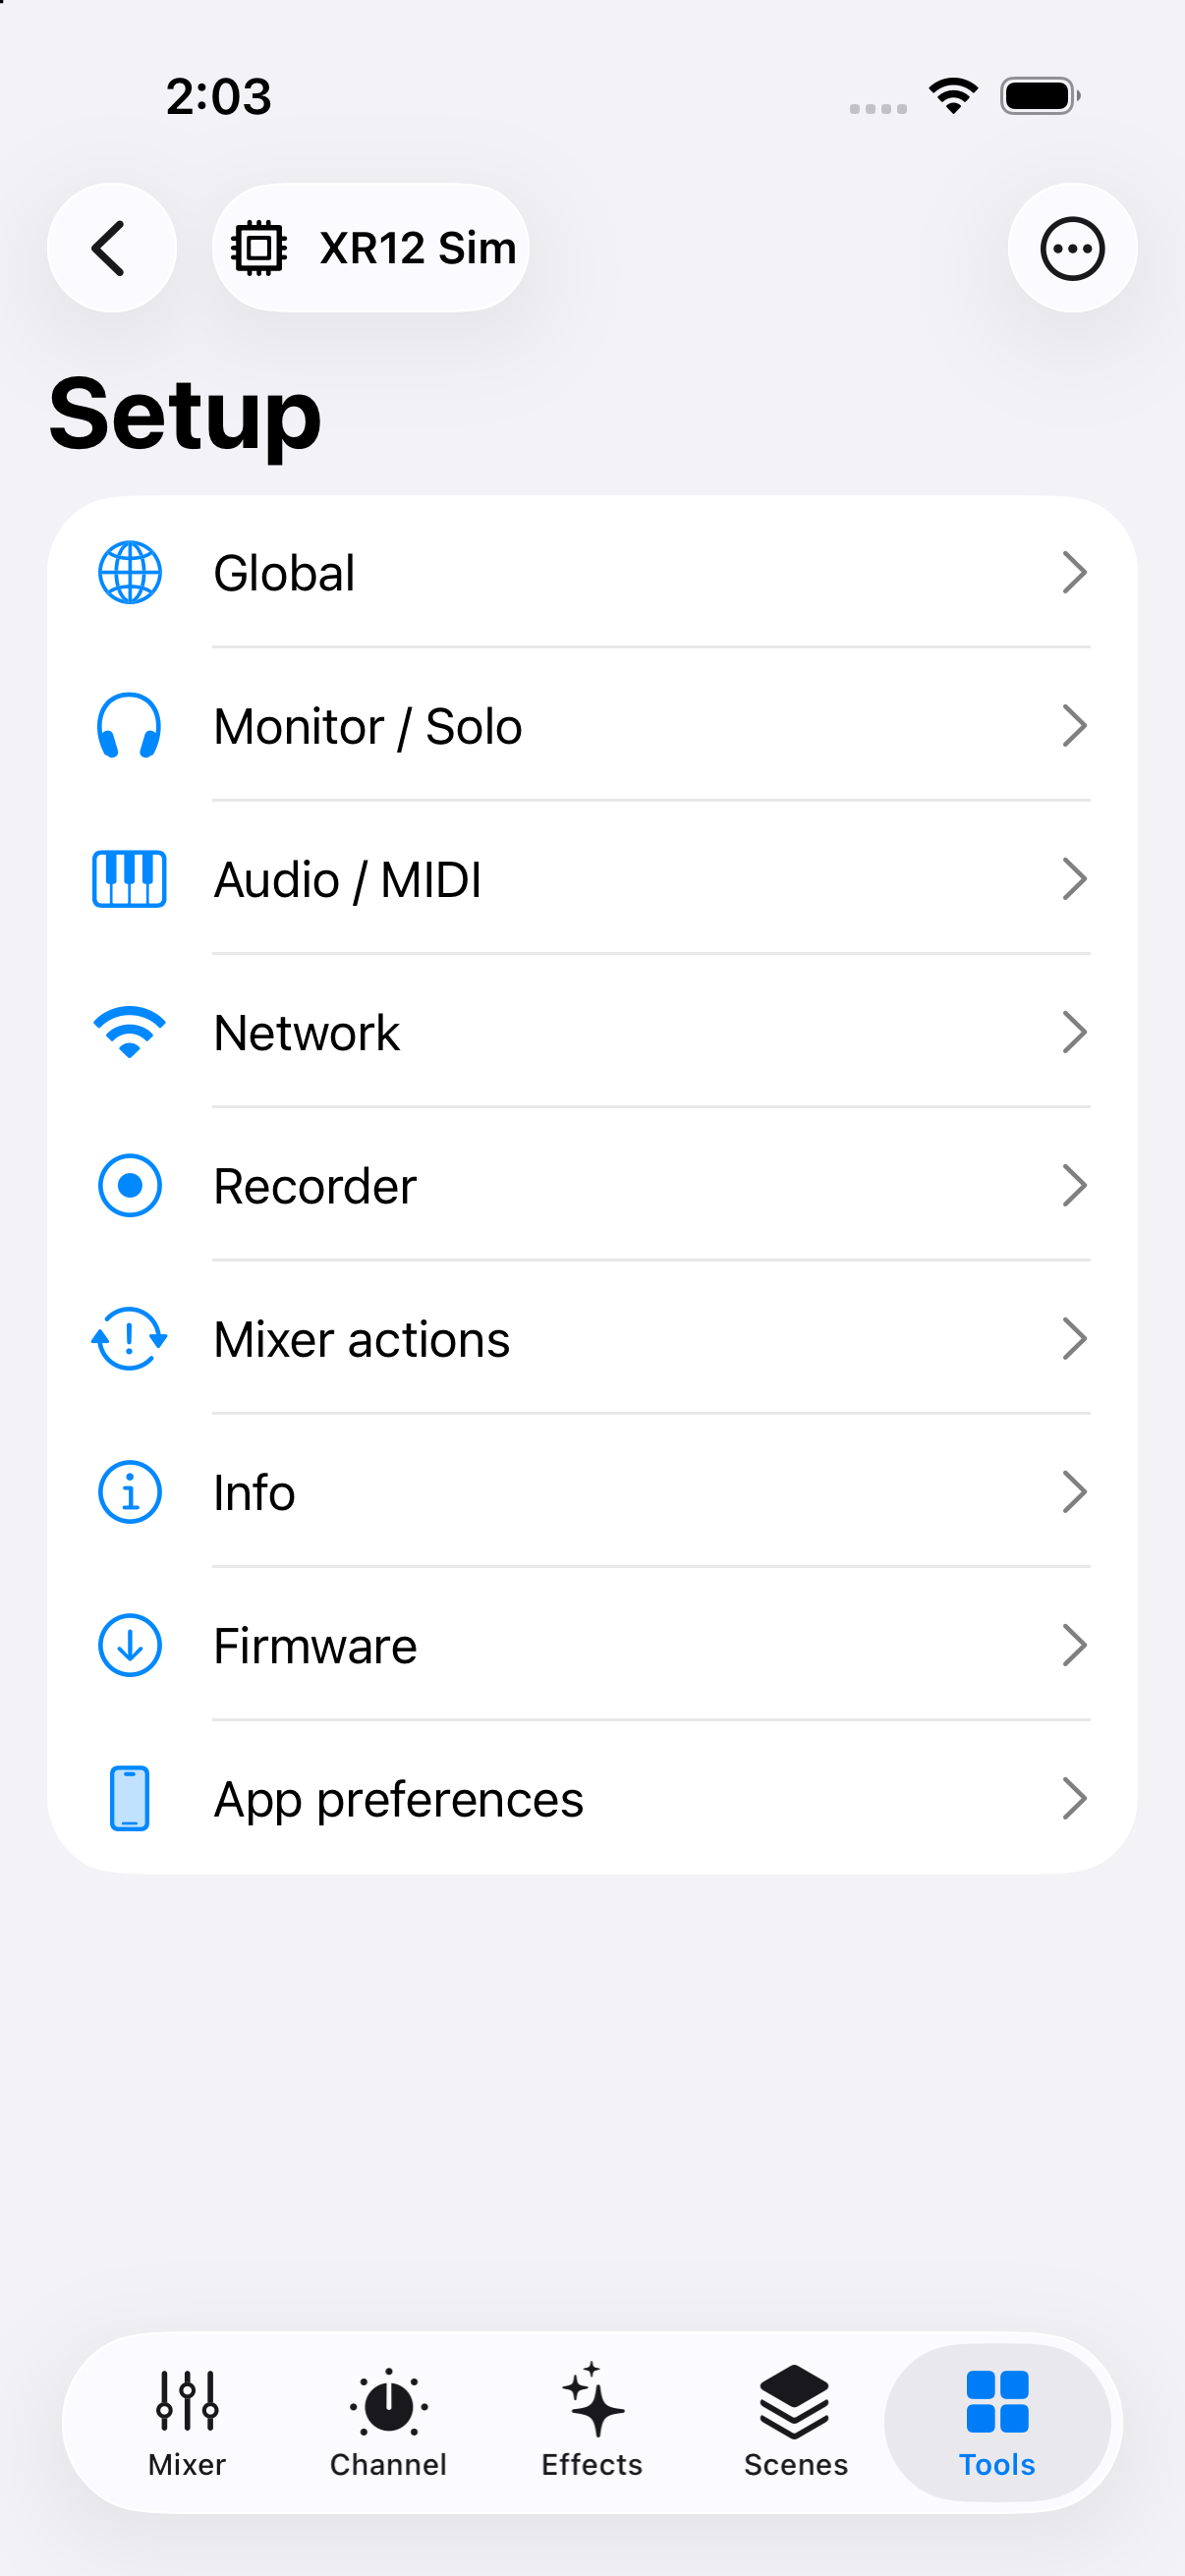 2:03
XR12 Sim
Setup
Global
Monitor / Solo
Audio / MIDI
Network
Recorder
Mixer actions
Info
Firmware
App preferences
Mixer
Channel
Effects
Scenes
Tools